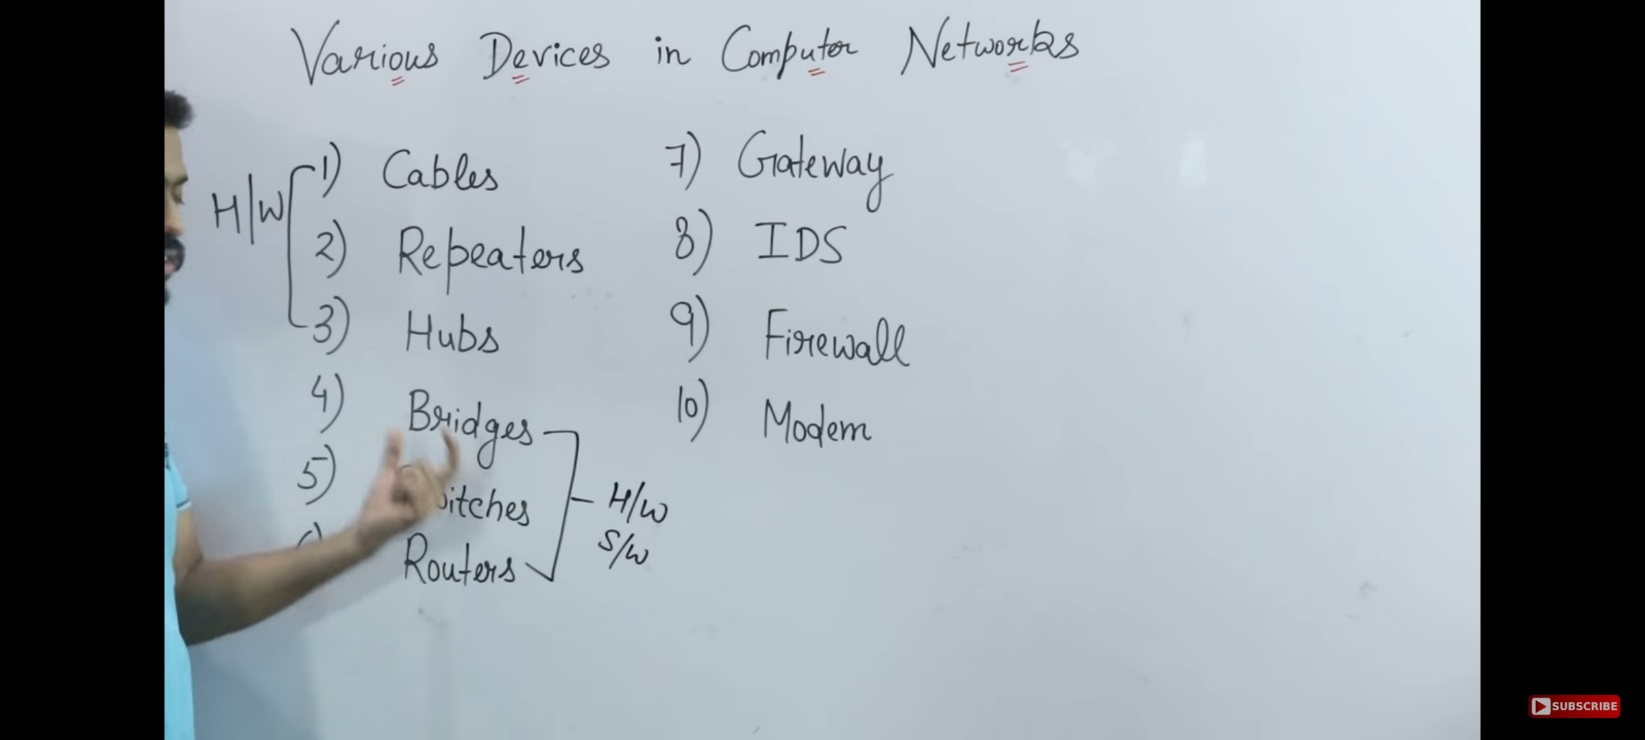 Various Devices in Computer Networks
H/W
1) Cables
2) Repeaters
3) Hubs
4) Bridges
5) itches
Routers
H/W
S/W
7) Gateway
8) IDS
9) Firewall
10) Modem
SUBSCRIBE